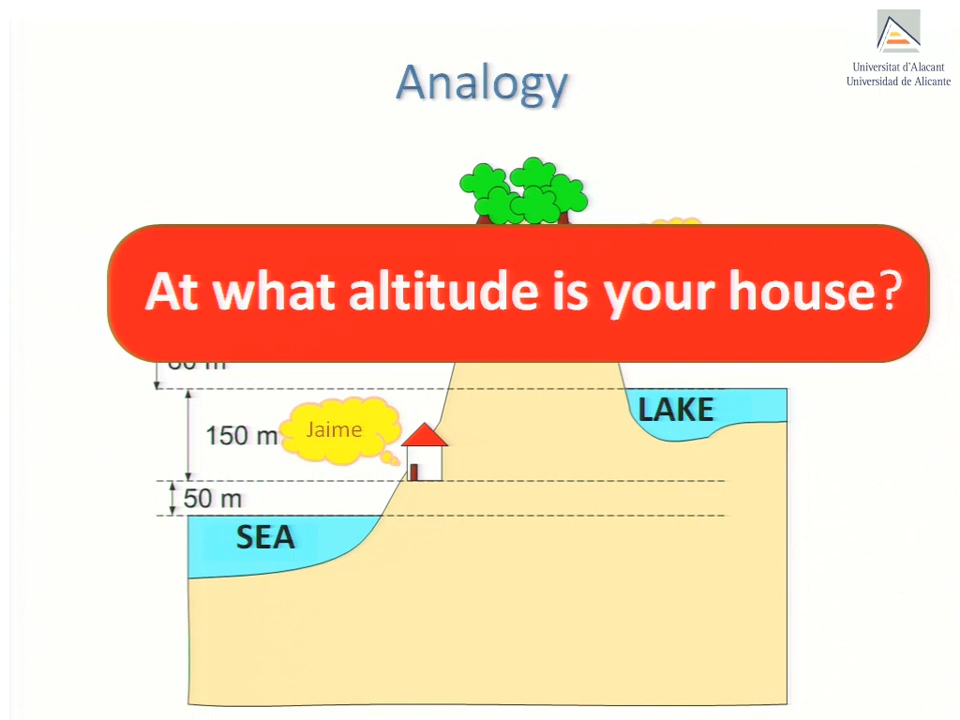 Universitat d'Alacant
Universidad de Alicante
Analogy
At what altitude is your house?
LAKE
150 m
Jaime
50 m
SEA